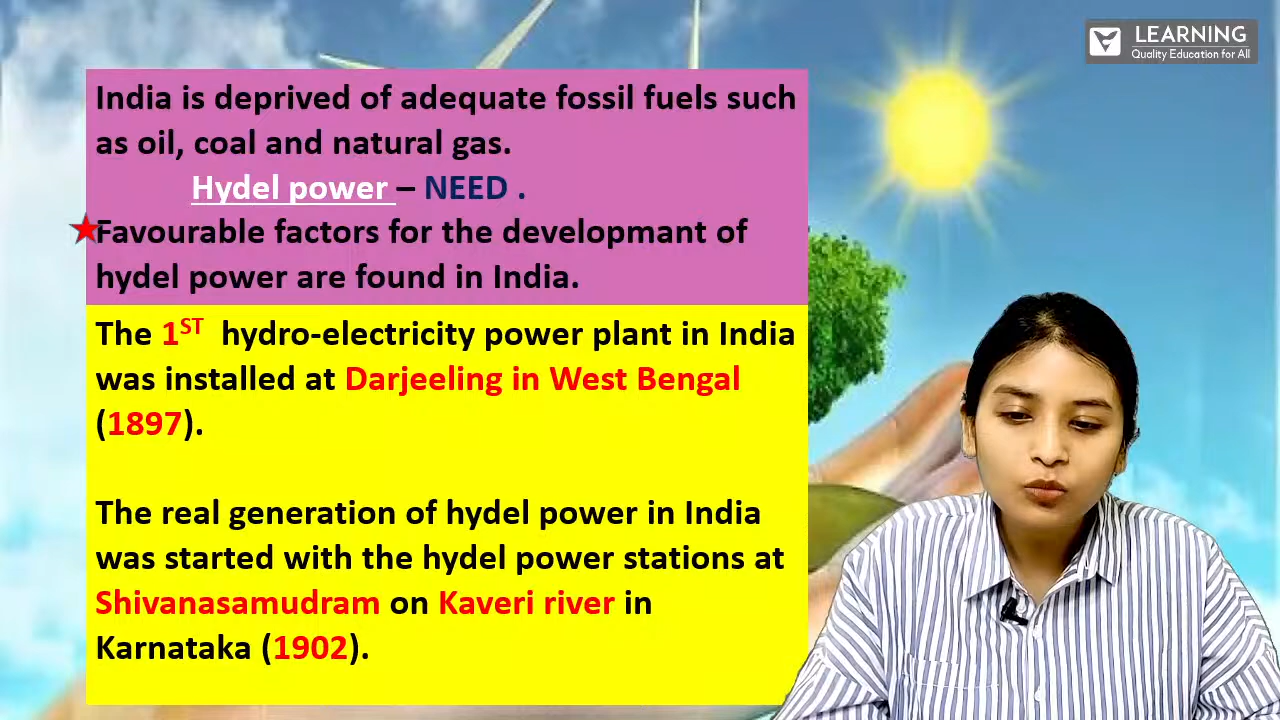 LEARNING
Quality Education for All
India is deprived of adequate fossil fuels such
as oil, coal and natural gas.
Hydel power – NEED .
Favourable factors for the developmant of
hydel power are found in India.
The 1ST hydro-electricity power plant in India
was installed at Darjeeling in West Bengal
(1897).
The real generation of hydel power in India
was started with the hydel power stations at
Shivanasamudram on Kaveri river in
Karnataka (1902).